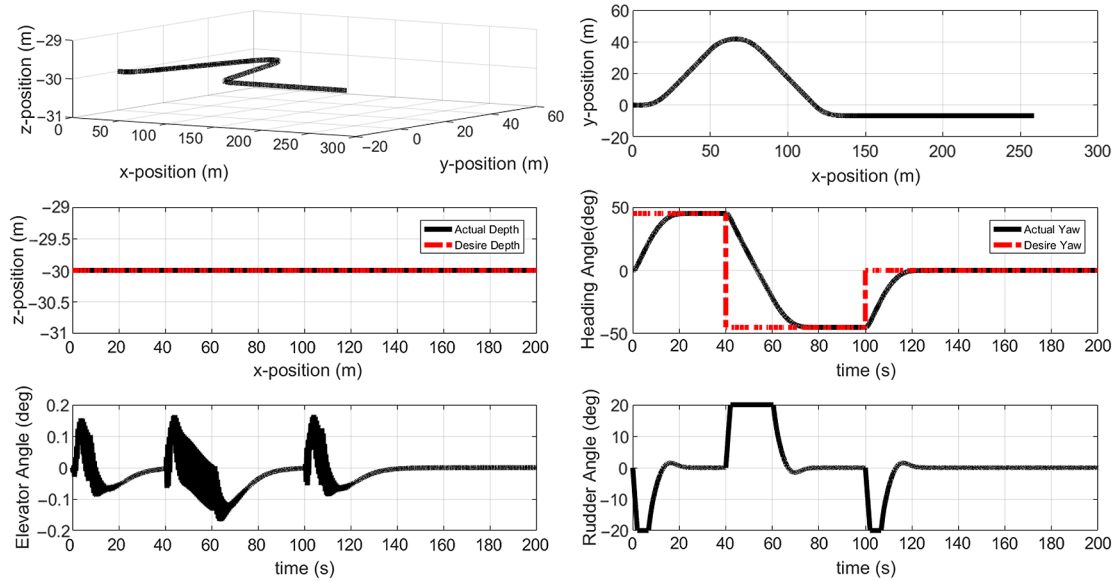 z-position (m)
−29
−30
−31
0
50
100
150
200
250
300
−20
0
20
40
60
x-position (m)
y-position (m)
y-position (m)
60
40
20
0
−20
0 50 100 150 200 250 300
x-position (m)
z-position (m)
−29
−29.5
−30
−30.5
−31
Actual Depth
Desire Depth
0 20 40 60 80 100 120 140 160 180 200
x-position (m)
Heading Angle(deg)
50
0
−50
Actual Yaw
Desire Yaw
0 20 40 60 80 100 120 140 160 180 200
time (s)
Elevator Angle (deg)
0.2
0.1
0
−0.1
−0.2
0 20 40 60 80 100 120 140 160 180 200
time (s)
Rudder Angle (deg)
20
10
0
−10
−20
0 20 40 60 80 100 120 140 160 180 200
time (s)